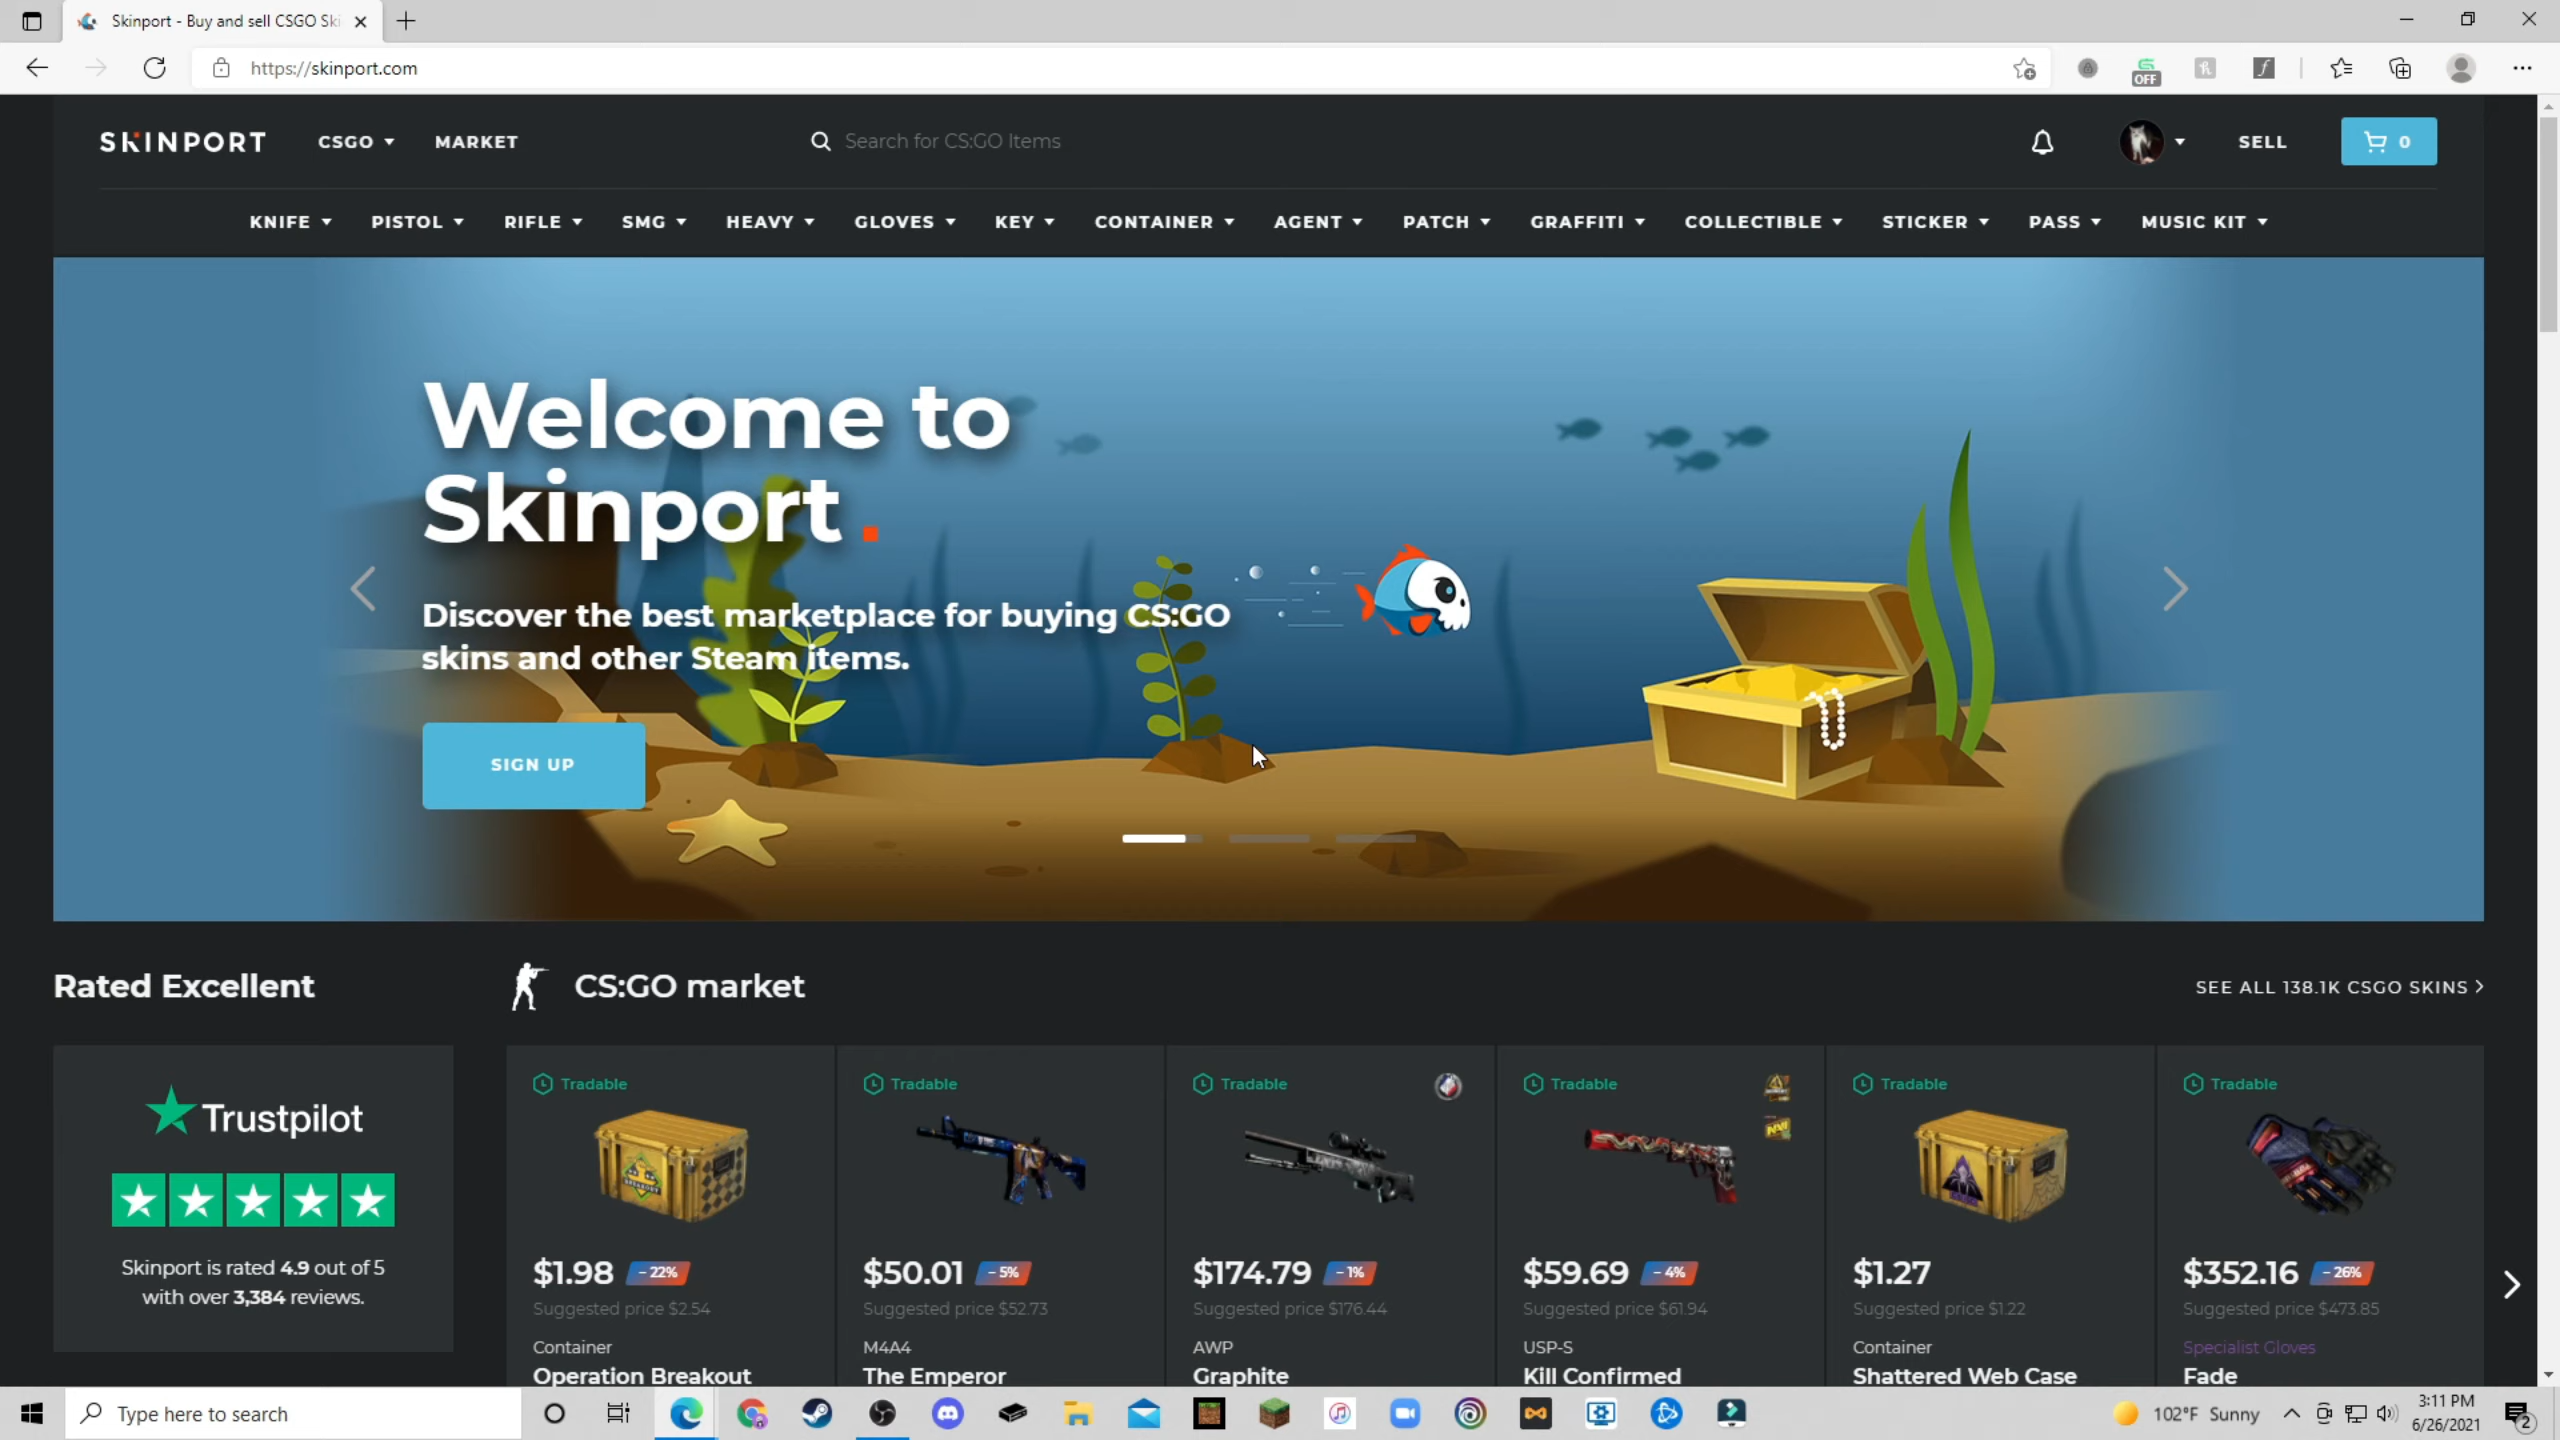 Skinport - Buy and sell CSGO Ski
https://skinport.com
OFF
SKINPORT
CSGO
MARKET
Search for CS:GO Items
SELL
0
KNIFE PISTOL RIFLE SMG HEAVY GLOVES KEY CONTAINER AGENT PATCH GRAFFITI COLLECTIBLE STICKER PASS MUSIC KIT
Welcome to
Skinport .
Discover the best marketplace for buying CS:GO
skins and other Steam items.
SIGN UP
Rated Excellent
CS:GO market
SEE ALL 138.1K CSGO SKINS >
Trustpilot
Skinport is rated 4.9 out of 5
with over 3,384 reviews.
Tradable
$1.98 - 22%
Suggested price $2.54
Container
Operation Breakout
Tradable
$50.01 - 5%
Suggested price $52.73
M4A4
The Emperor
Tradable
$174.79 - 1%
Suggested price $176.44
AWP
Graphite
Tradable
$59.69 - 4%
Suggested price $61.94
USP-S
Kill Confirmed
Tradable
$1.27
Suggested price $1.22
Container
Shattered Web Case
Tradable
$352.16 - 26%
Suggested price $473.85
Specialist Gloves
Fade
Type here to search
102°F Sunny
3:11 PM
6/26/2021
2